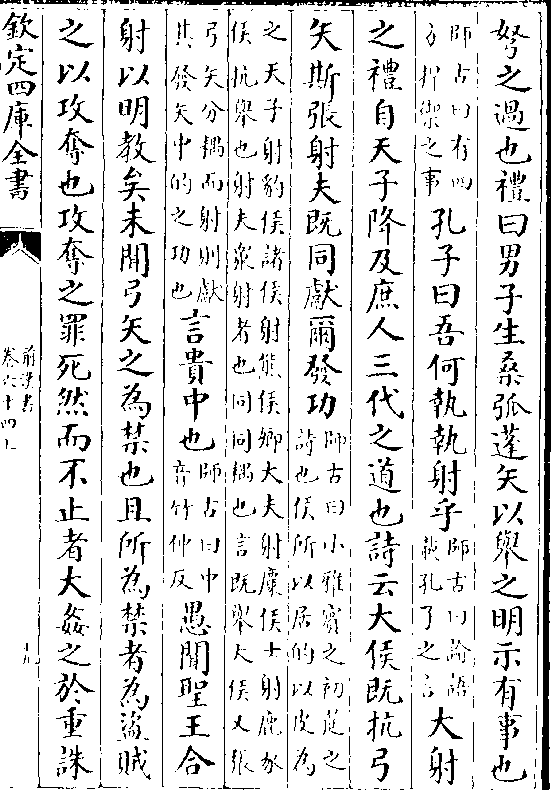 弩之過也禮曰男子生桑弧蓬矢以舉之明示有事也
師古曰有四方扞禦之事孔子曰吾何執執射乎師古曰論語載孔子之言大射
之禮自天子降及庶人三代之道也詩云大侯既抗弓
矢斯張射夫既同獻爾發功師古曰小雅賓之初筵之詩也侯所以居的以皮為
之天子射豹侯諸侯射熊侯卿大夫射麋侯士射鹿豕侯抗舉也射夫衆射者也同同耦也言既舉大侯又張
弓矢分耦而射則獻其發矢中的之功也言貴中也師古曰中音竹仲反愚聞聖王合
射以明教矣未聞弓矢之為禁也且所為禁者為盜賊
之以攻奪也攻奪之罪死然而不止者大姦之於重誅
欽定四庫全書
前漢書
卷六十四上
九